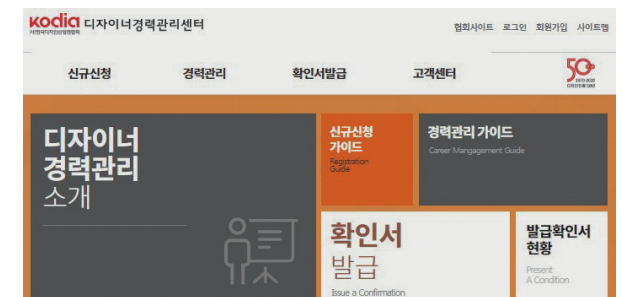 kodia 디자이너경력관리센터
협회사이트 로그인 회원가입 사이트맵
신규신청 경력관리 확인서발급 고객센터
50
1970-2020
디자이너
경력관리
소개
신규신청
가이드
Registration
Guide
경력관리 가이드
Career Mangagement Guide
확인서
발급
Issue a Confirmation
발급확인서
현황
Present
A Condition